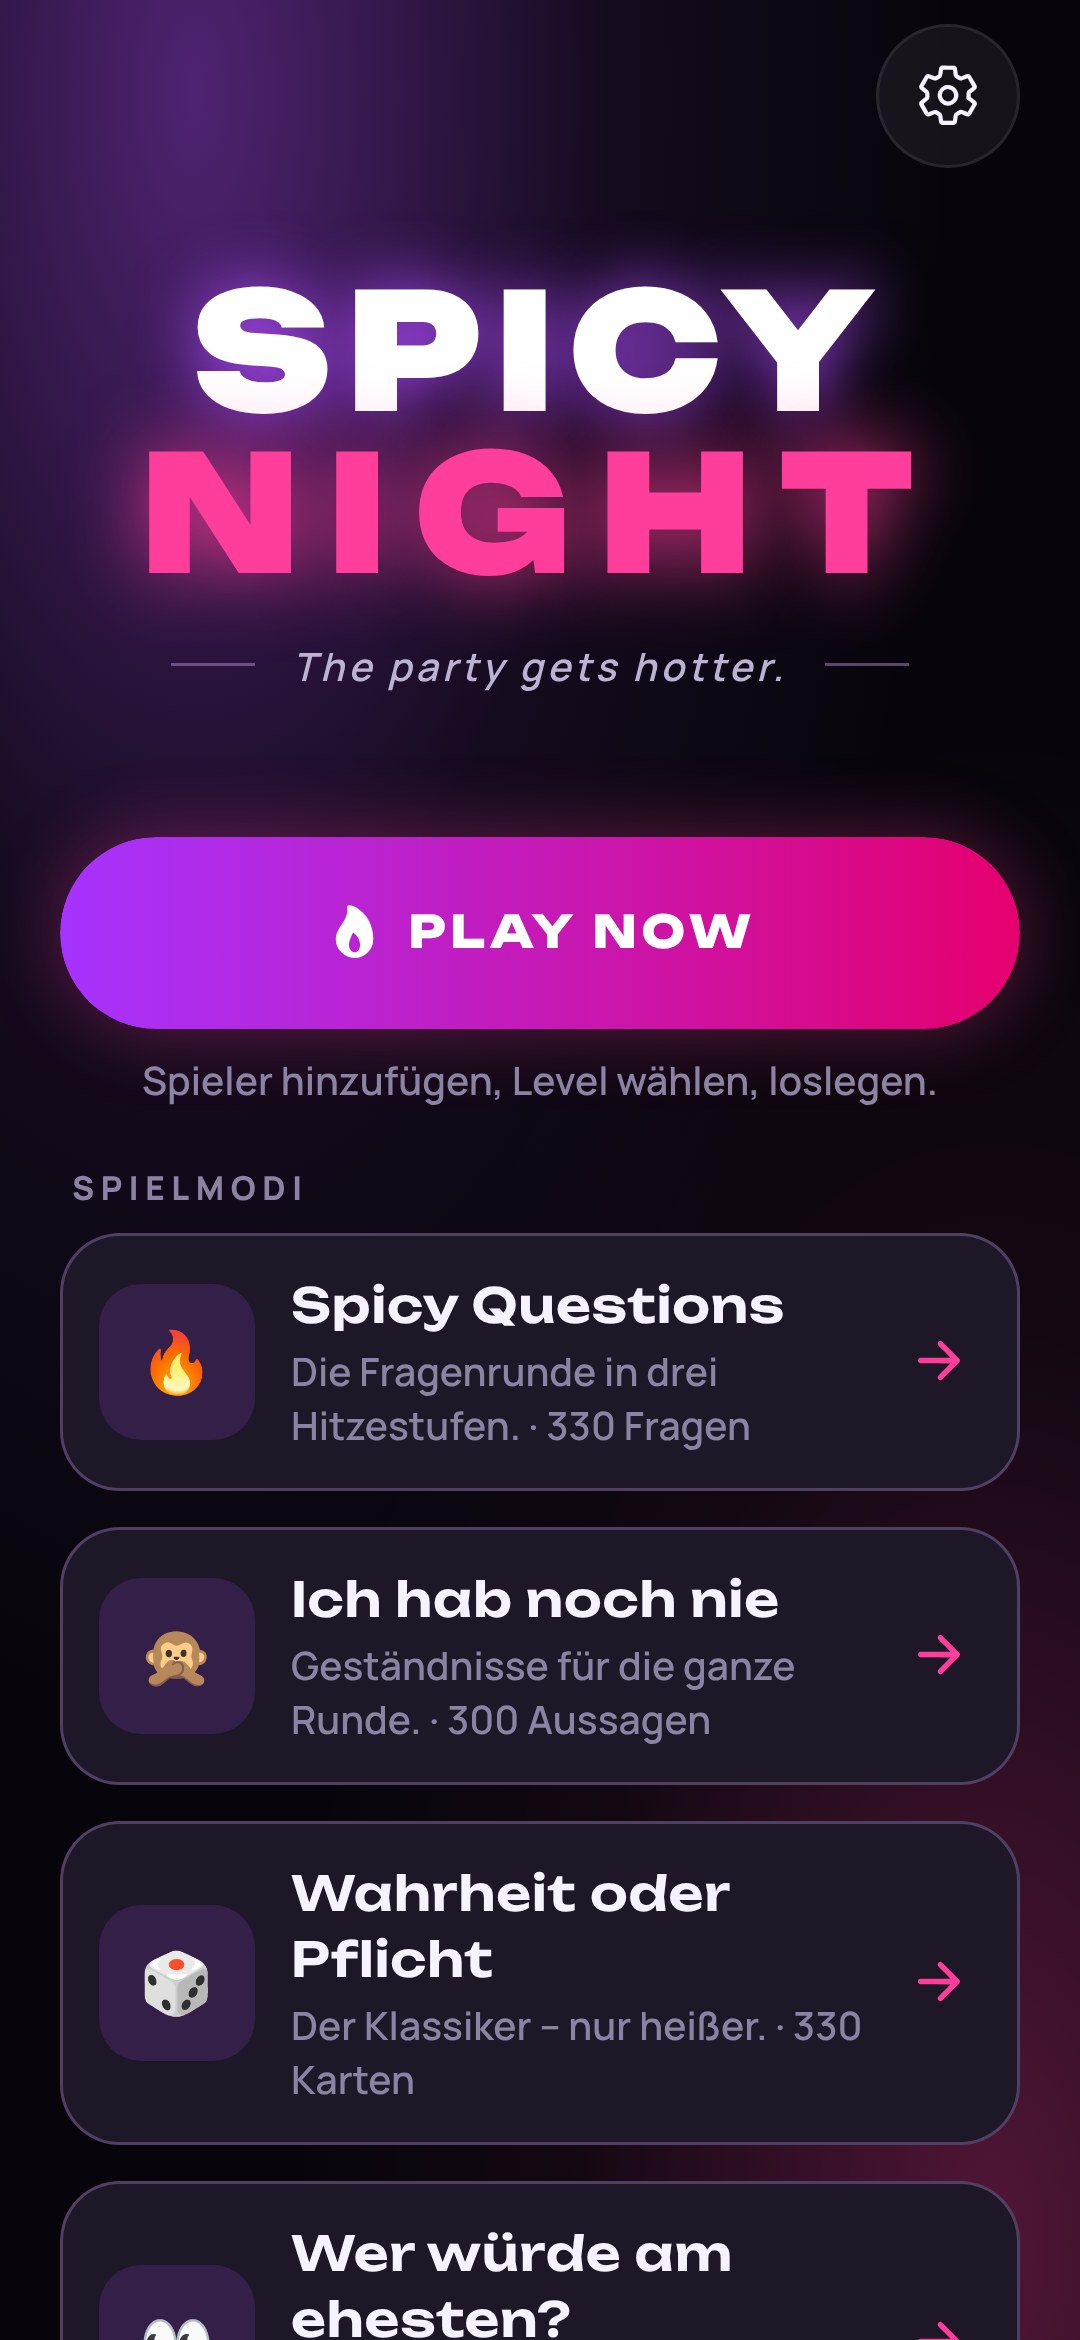 SPICY
NIGHT
The party gets hotter.
PLAY NOW
Spieler hinzufügen, Level wählen, loslegen.
SPIELMODI
Spicy Questions
Die Fragenrunde in drei
Hitzestufen. · 330 Fragen
Ich hab noch nie
Geständnisse für die ganze
Runde. · 300 Aussagen
Wahrheit oder
Pflicht
Der Klassiker – nur heißer. · 330
Karten
Wer würde am
ehesten?